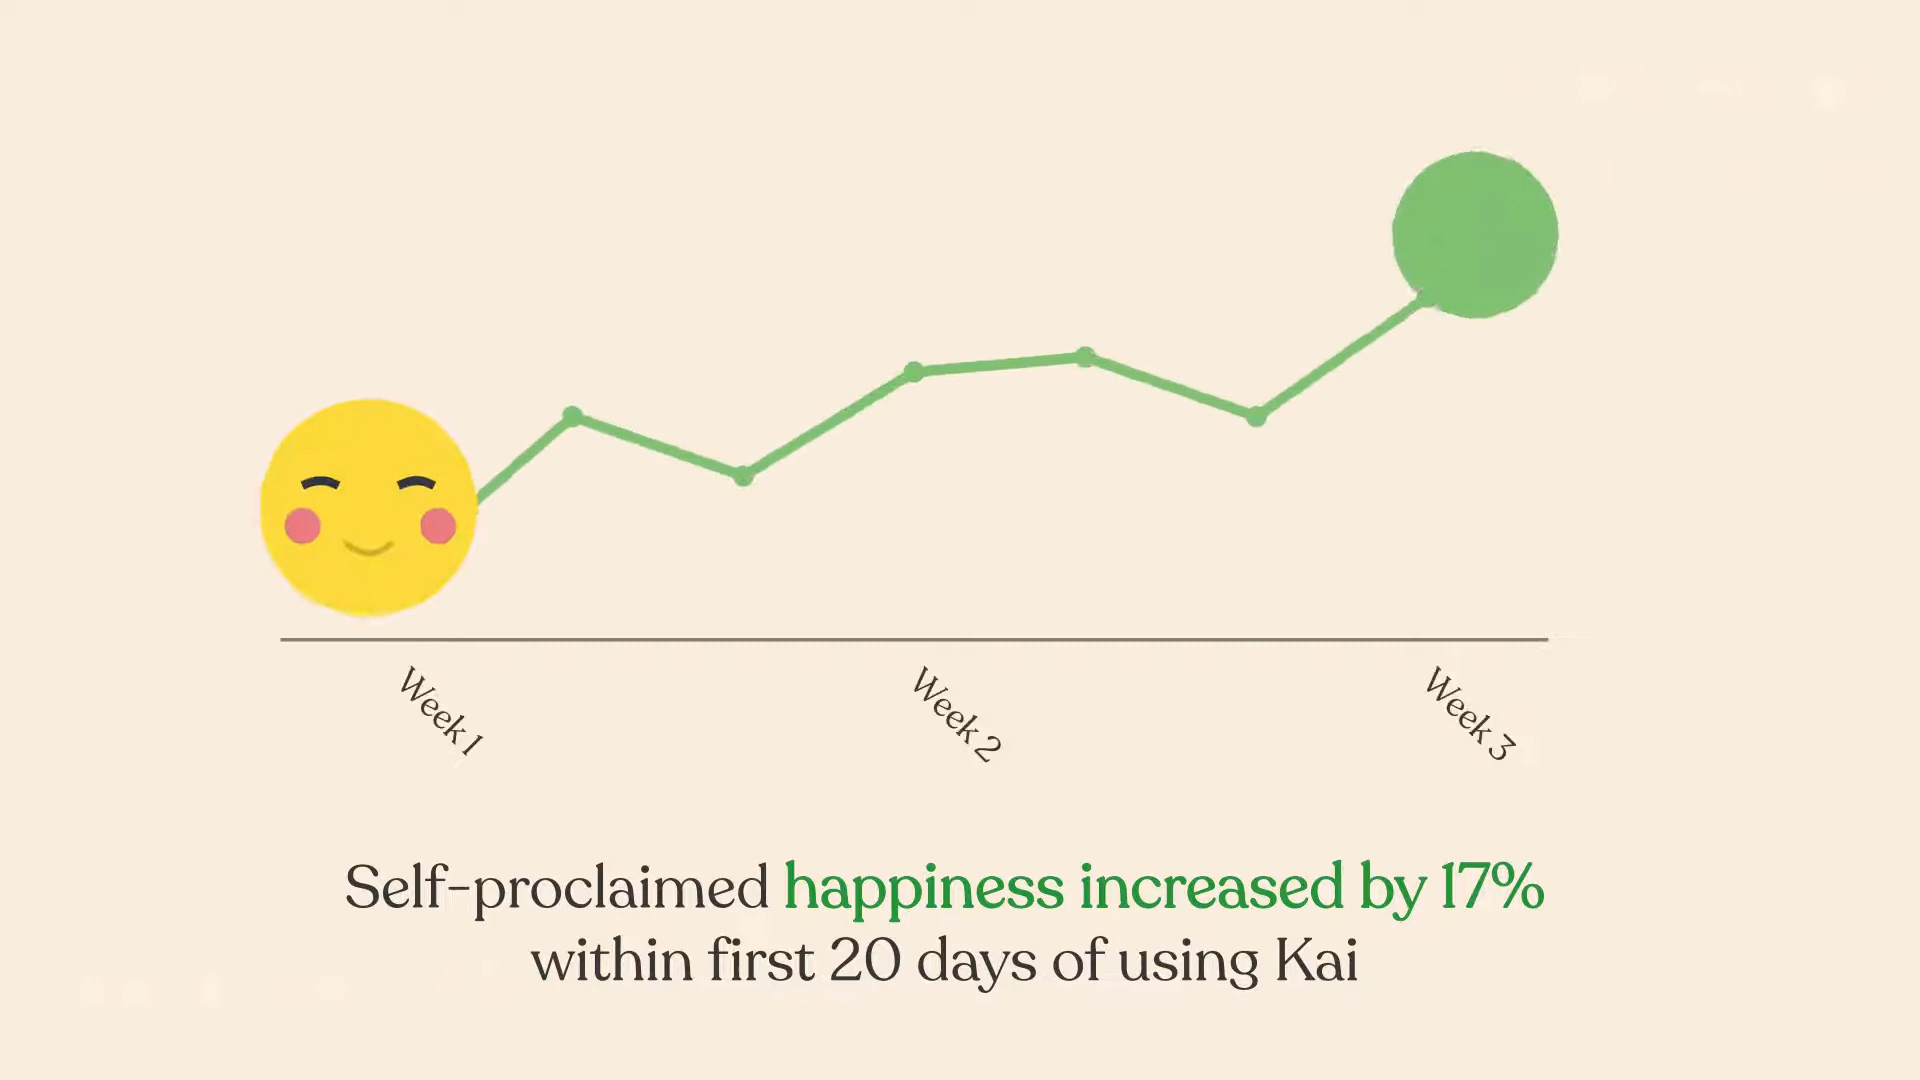 Week 1
Week 2
Week 3
Self-proclaimed happiness increased by 17%
within first 20 days of using Kai